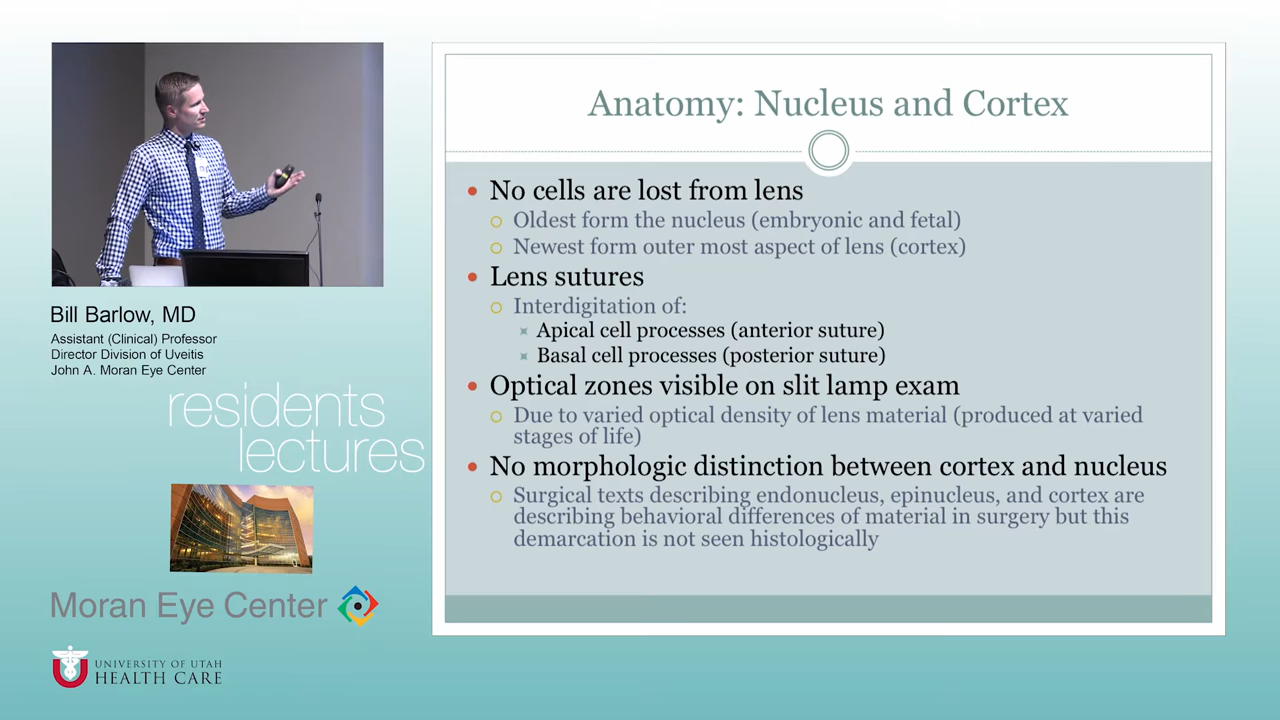 Anatomy: Nucleus and Cortex
No cells are lost from lens
Oldest form the nucleus (embryonic and fetal)
Newest form outer most aspect of lens (cortex)
Lens sutures
Interdigitation of:
Apical cell processes (anterior suture)
Basal cell processes (posterior suture)
Optical zones visible on slit lamp exam
Due to varied optical density of lens material (produced at varied
stages of life)
No morphologic distinction between cortex and nucleus
Surgical texts describing endonucleus, epinucleus, and cortex are
describing behavioral differences of material in surgery but this
demarcation is not seen histologically
Bill Barlow, MD
Assistant (Clinical) Professor
Director Division of Uveitis
John A. Moran Eye Center
residents
lectures
Moran Eye Center
UNIVERSITY OF UTAH
HEALTH CARE